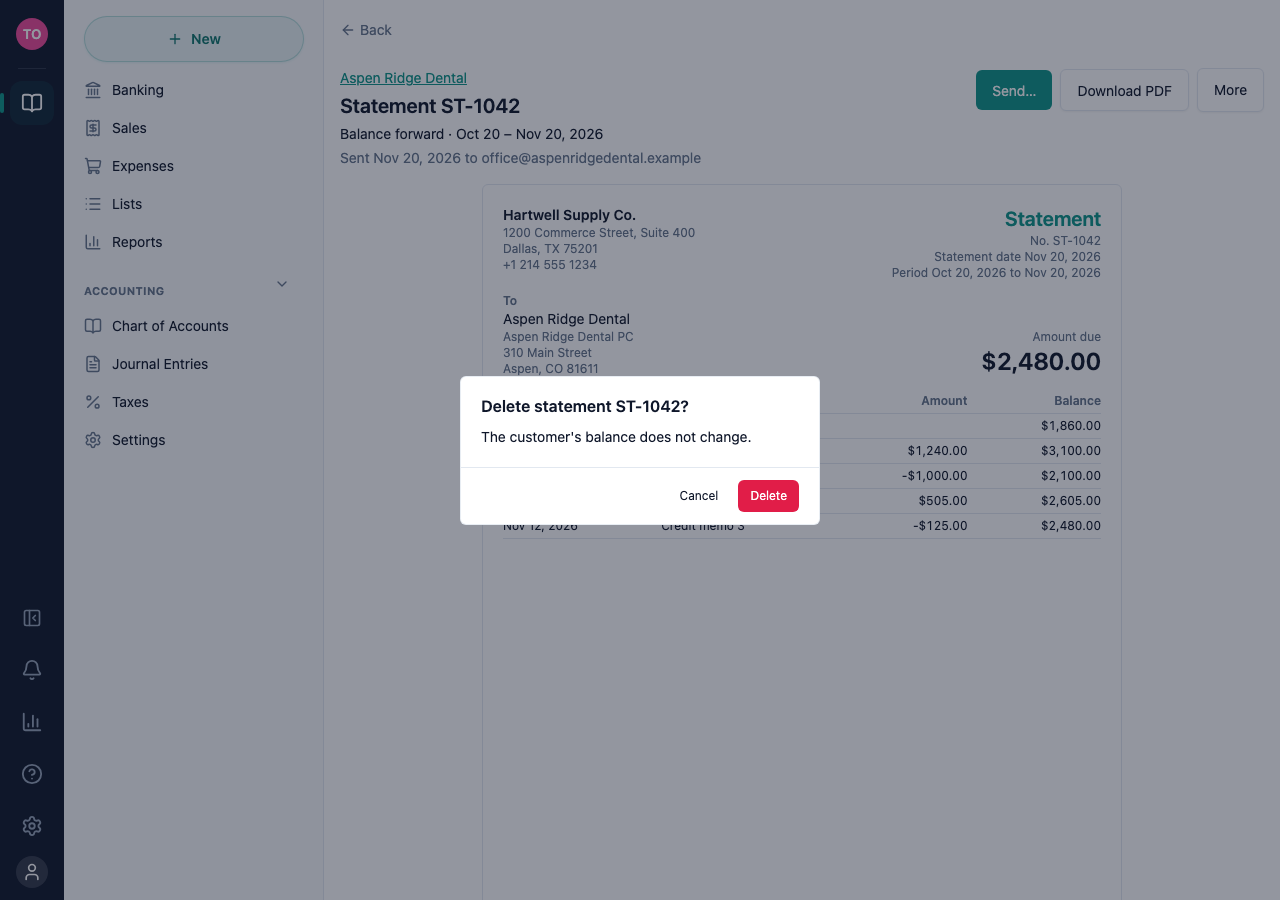 TO
New
Banking
Sales
Expenses
Lists
Reports
ACCOUNTING
Chart of Accounts
Journal Entries
Taxes
Settings
Back
Aspen Ridge Dental
Statement ST-1042
Balance forward · Oct 20 – Nov 20, 2026
Sent Nov 20, 2026 to office@aspenridgedental.example
Send...
Download PDF
More
Hartwell Supply Co.
1200 Commerce Street, Suite 400
Dallas, TX 75201
+1 214 555 1234
Statement
No. ST-1042
Statement date Nov 20, 2026
Period Oct 20, 2026 to Nov 20, 2026
To
Aspen Ridge Dental
Aspen Ridge Dental PC
310 Main Street
Aspen, CO 81611
Amount due
$2,480.00
Amount Balance
$1,860.00
$1,240.00 $3,100.00
-$1,000.00 $2,100.00
$505.00 $2,605.00
Nov 12, 2026 Credit memo 3 -$125.00 $2,480.00
Delete statement ST-1042?
The customer's balance does not change.
Cancel
Delete